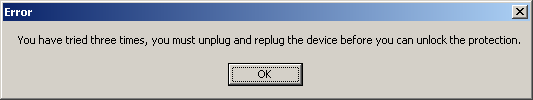 Error
You have tried three times, you must unplug and replug the device before you can unlock the protection.
OK